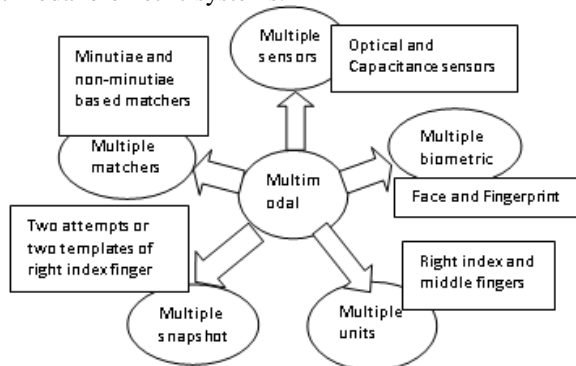 Multiple
sensors
Optical and
Capacitance sensors
Minutiae and
non-minutiae
based matchers
Multiple
matchers
Multiple
biometric
Face and Fingerprint
Multim
odal
Two attempts or
two templates of
right index finger
Multiple
snapshot
Right index and
middle fingers
Multiple
units